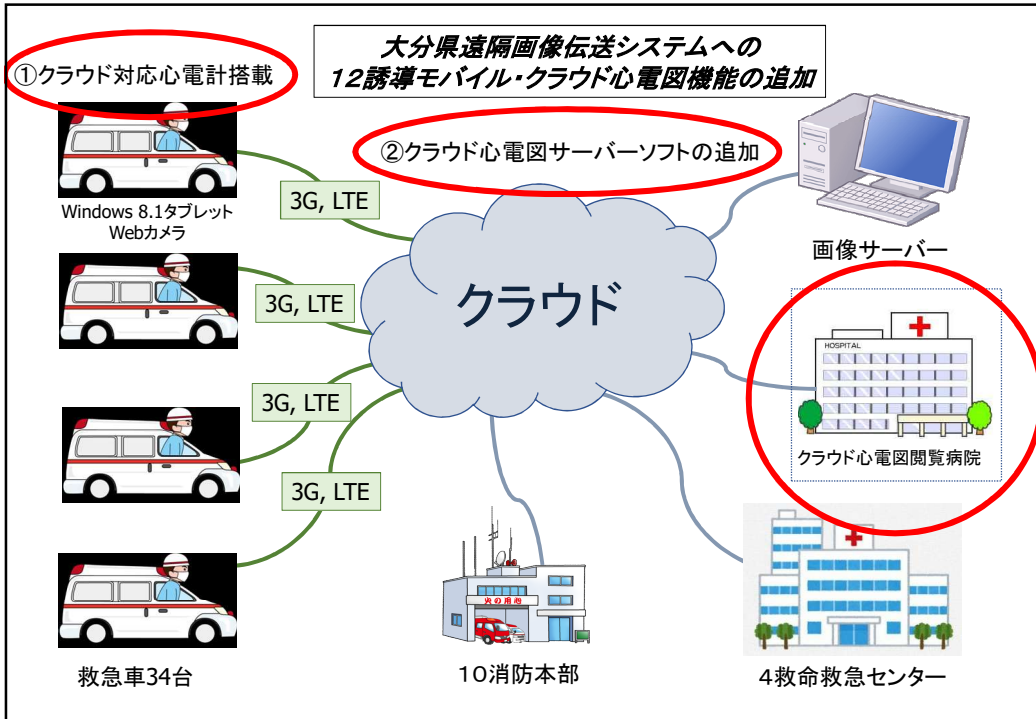 大分県遠隔画像伝送システムへの
12誘導モバイル・クラウド心電図機能の追加
①クラウド対応心電計搭載
②クラウド心電図サーバーソフトの追加
Windows 8.1タブレット
Webカメラ
3G, LTE
3G, LTE
3G, LTE
3G, LTE
クラウド
画像サーバー
HOSPITAL
クラウド心電図閲覧病院
火の用心
救急車34台
10消防本部
4救命救急センター